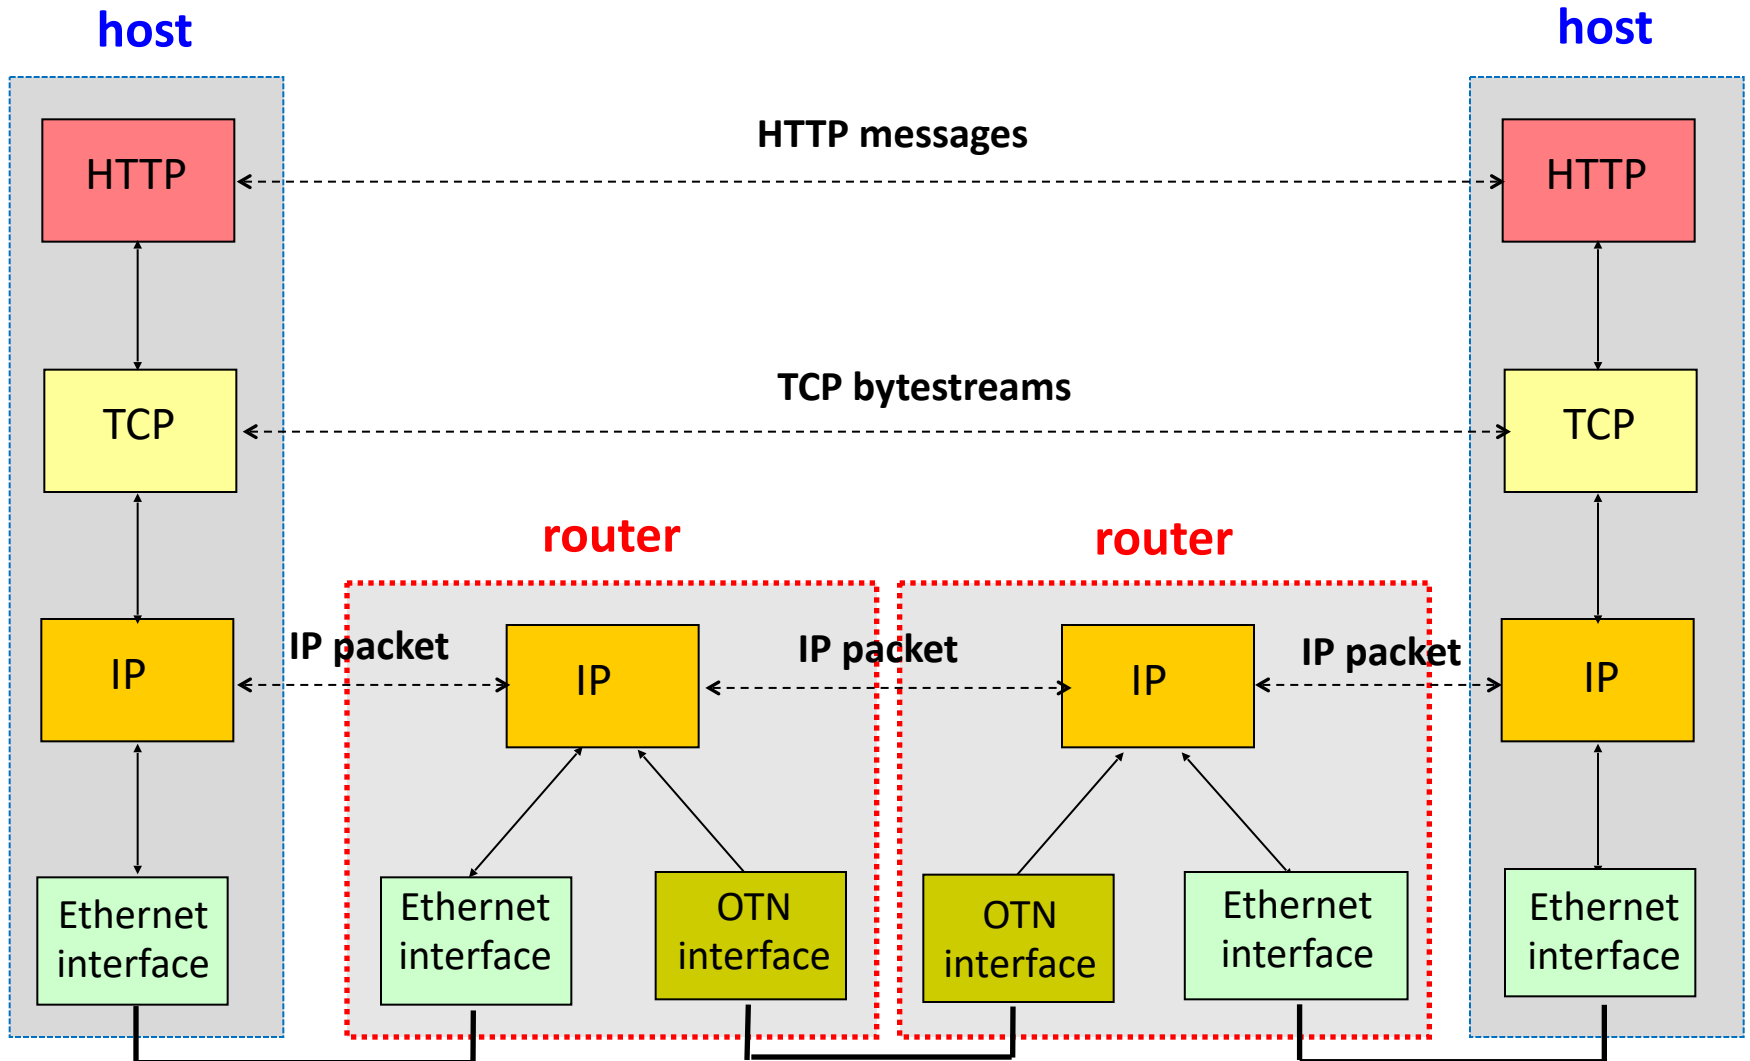 host
host
HTTP
HTTP messages
HTTP
TCP
TCP bytestreams
TCP
router
router
IP
IP packet
IP
IP packet
IP
IP packet
IP
Ethernet
interface
Ethernet
interface
OTN
interface
OTN
interface
Ethernet
interface
Ethernet
interface